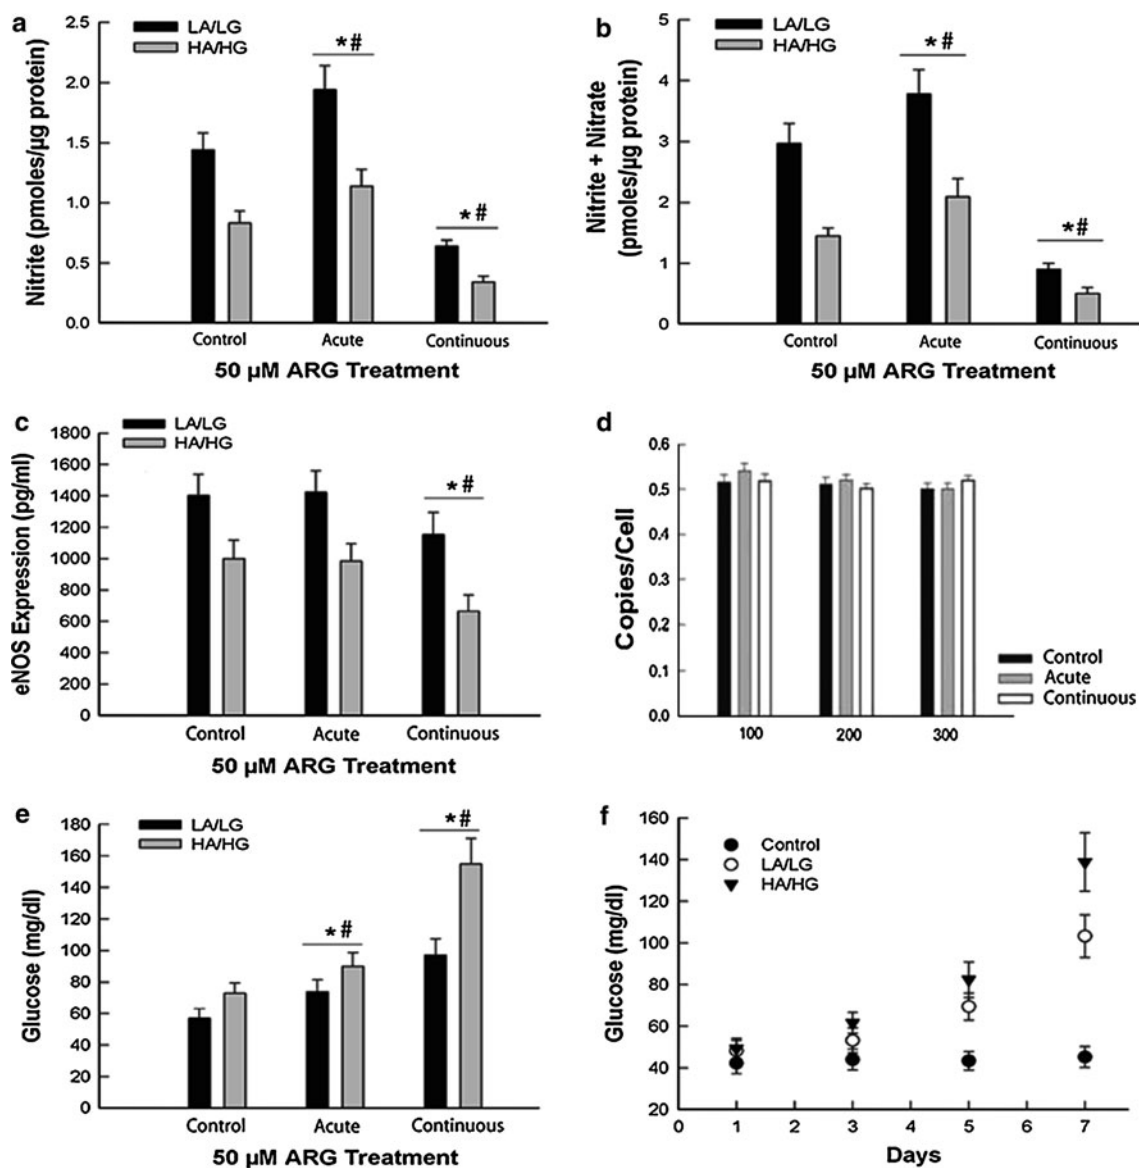 a
2.5
2.0
1.5
1.0
0.5
0.0
Nitrite (pmoles/µg protein)
LA/LG
HA/HG
*#
*#
Control Acute Continuous
50 µM ARG Treatment
b
5
4
3
2
1
0
Nitrite + Nitrate
(pmoles/µg protein)
LA/LG
HA/HG
*#
*#
Control Acute Continuous
50 µM ARG Treatment
c
1800
1600
1400
1200
1000
800
600
400
200
0
eNOS Expression (pg/ml)
LA/LG
HA/HG
*#
Control Acute Continuous
50 µM ARG Treatment
d
0.6
0.5
0.4
0.3
0.2
0.1
0.0
Copies/Cell
Control
Acute
Continuous
100 200 300
e
180
160
140
120
100
80
60
40
20
0
Glucose (mg/dl)
LA/LG
HA/HG
*#
*#
Control Acute Continuous
50 µM ARG Treatment
f
160
140
120
100
80
60
40
20
Glucose (mg/dl)
Control
LA/LG
HA/HG
0 1 2 3 4 5 6 7
Days